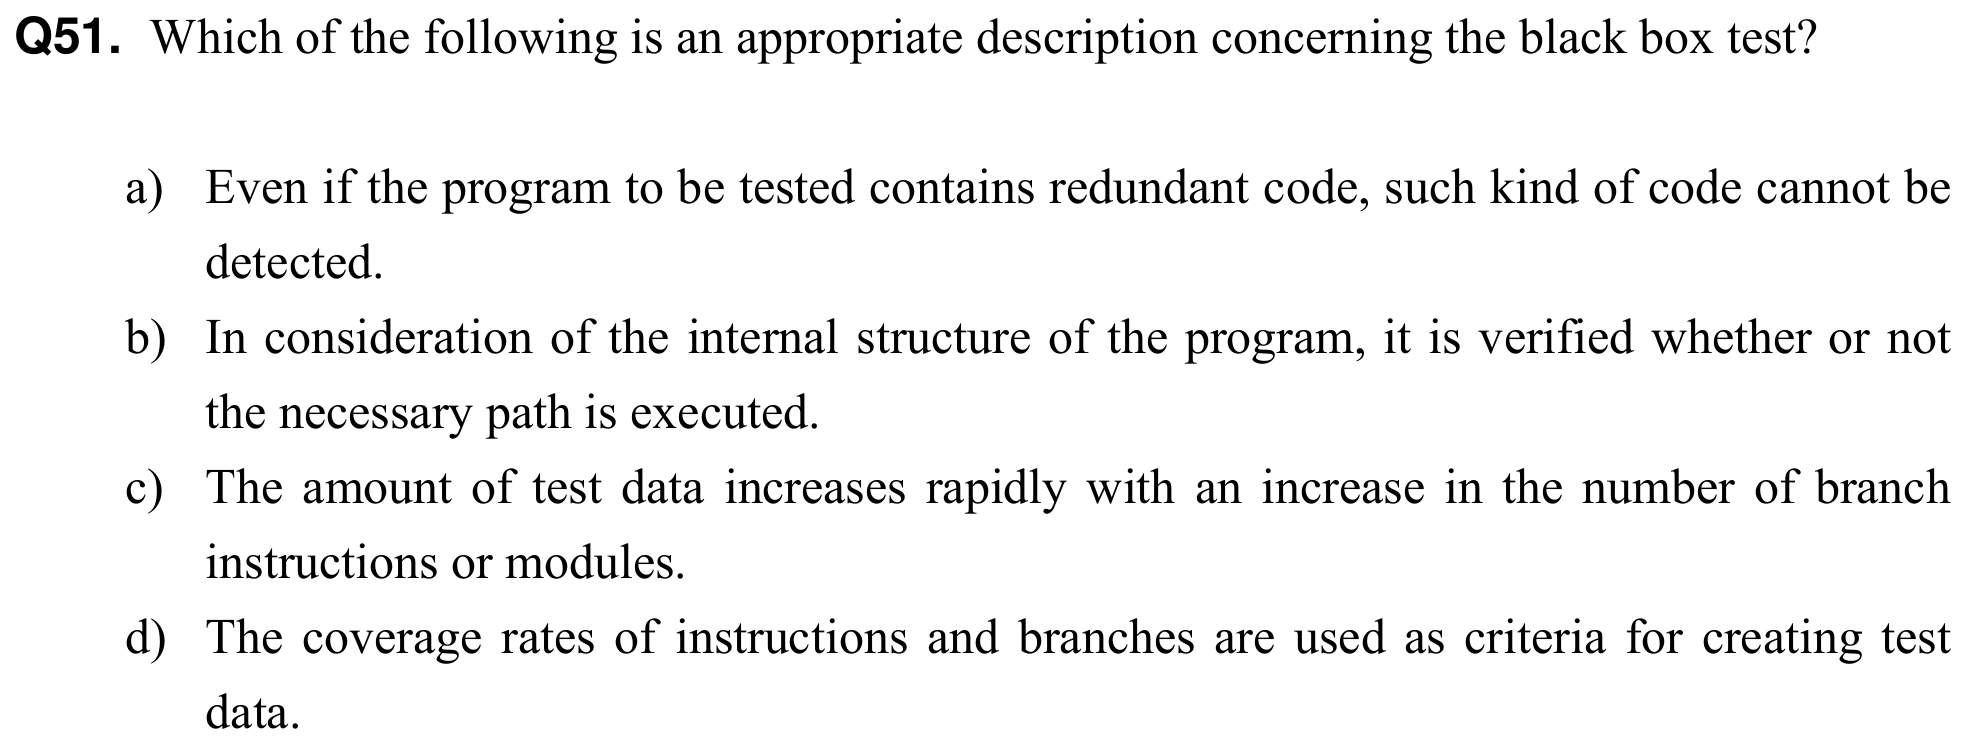 Q51. Which of the following is an appropriate description concerning the black box test?
a) Even if the program to be tested contains redundant code, such kind of code cannot be
detected.
b) In consideration of the internal structure of the program, it is verified whether or not
the necessary path is executed.
c) The amount of test data increases rapidly with an increase in the number of branch
instructions or modules.
d) The coverage rates of instructions and branches are used as criteria for creating test
data.